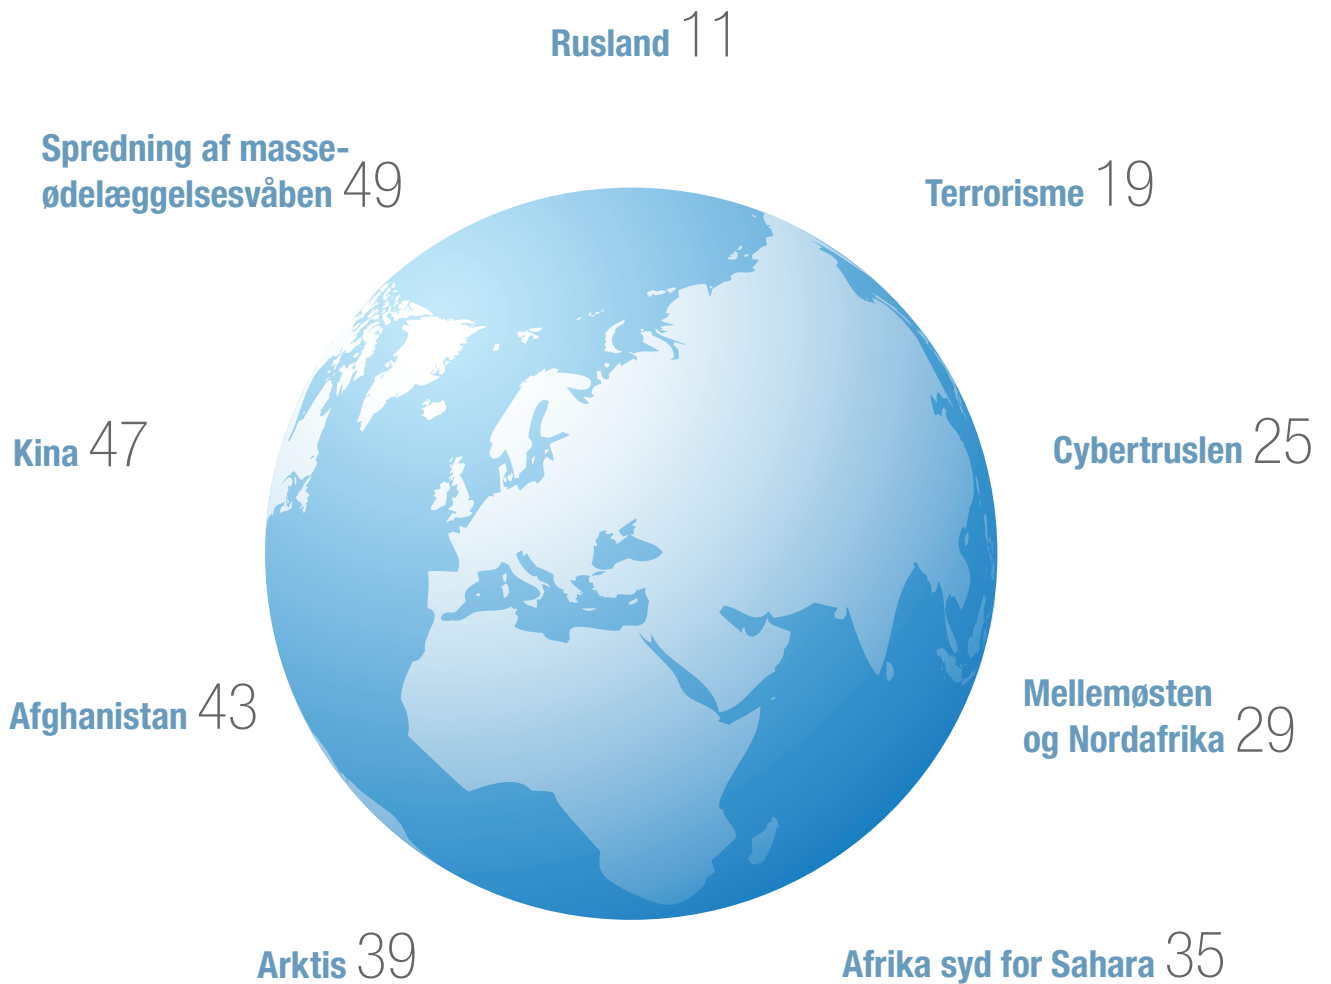 Rusland 11
Spredning af masse-
ødelæggelsesvåben 49
Terrorisme 19
Kina 47
Cybertruslen 25
Afghanistan 43
Mellemøsten
og Nordafrika 29
Arktis 39
Afrika syd for Sahara 35